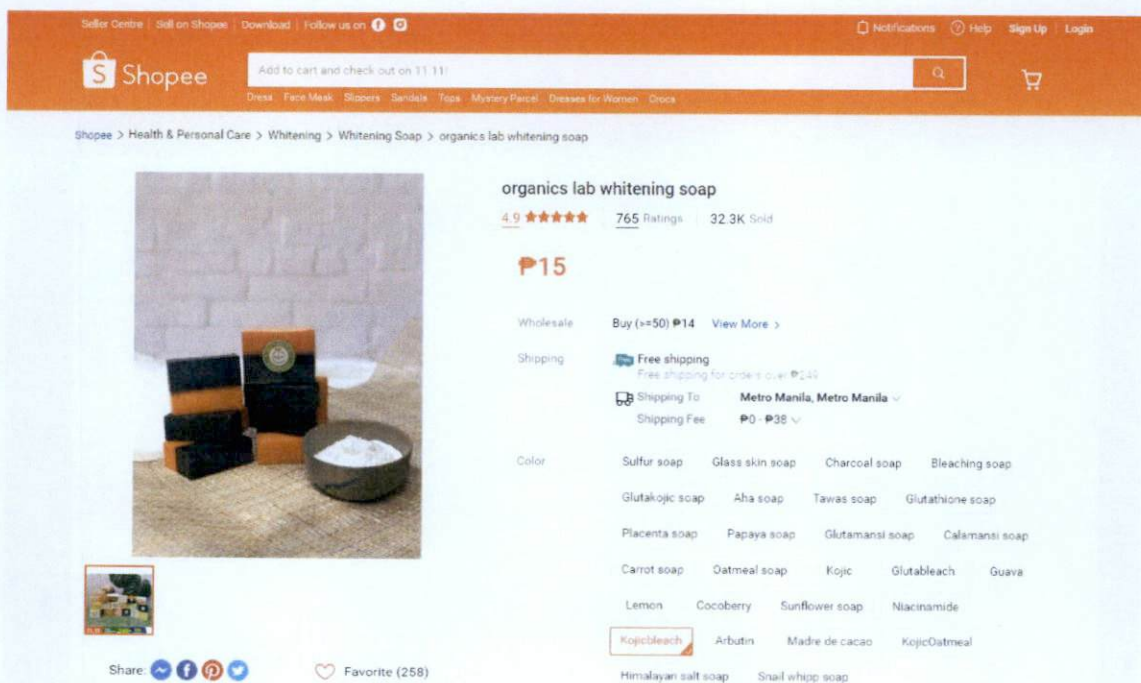 Seller Centre | Sell on Shopee | Download | Follow us on
Notifications Help Sign Up | Login
Shopee
Add to cart and check out on 11.11!
Dress Face Mask Slippers Sandals Tops Mystery Parcel Dresses for Women Crocs
Shopee > Health & Personal Care > Whitening > Whitening Soap > organics lab whitening soap
organics lab whitening soap
4.9 765 Ratings 32.3K Sold
₱15
Wholesale Buy (>=50) ₱14 View More >
Shipping Free shipping
Free shipping for orders over ₱249
Shipping To Metro Manila, Metro Manila
Shipping Fee ₱0 - ₱38
Color Sulfur soap Glass skin soap Charcoal soap Bleaching soap
Glutakojic soap Aha soap Tawas soap Glutathione soap
Placenta soap Papaya soap Glutamansi soap Calamansi soap
Carrot soap Oatmeal soap Kojic Glutableach Guava
Lemon Cocoberry Sunflower soap Niacinamide
Kojicbleach Arbutin Madre de cacao KojicOatmeal
Himalayan salt soap Snail whipp soap
Share: Favorite (258)